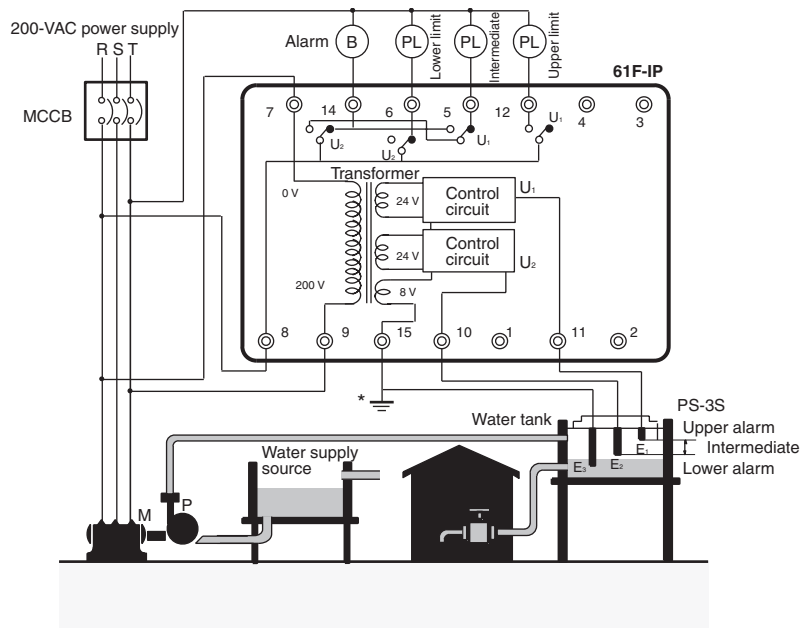 200-VAC power supply
R S T
MCCB
Alarm
B
PL
Lower limit
PL
Intermediate
PL
Upper limit
61F-IP
7
14
6
5
12
4
3
U₂
U₂
U₁
U₁
Transformer
0 V
200 V
24 V
Control
circuit
U₁
24 V
Control
circuit
U₂
8 V
8
9
15
10
1
11
2
*
PS-3S
Water tank
Upper alarm
Intermediate
Lower alarm
E₁
E₂
E₃
Water supply
source
M
P